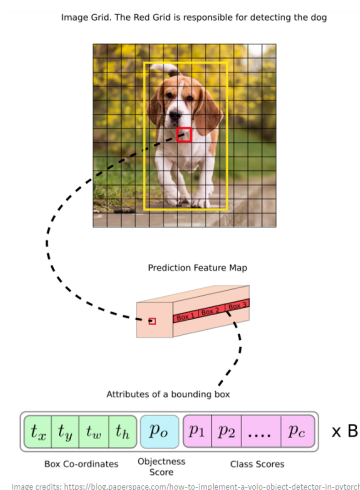 Image Grid. The Red Grid is responsible for detecting the dog
Prediction Feature Map
Box 1 Box 2 Box 3
Attributes of a bounding box
t_x t_y t_w t_h p_o p_1 p_2 .... p_c x B
Box Co-ordinates Objectness Score Class Scores
Image credits: https://blog.paperspace.com/how-to-implement-a-yolo-object-detector-in-pytorch